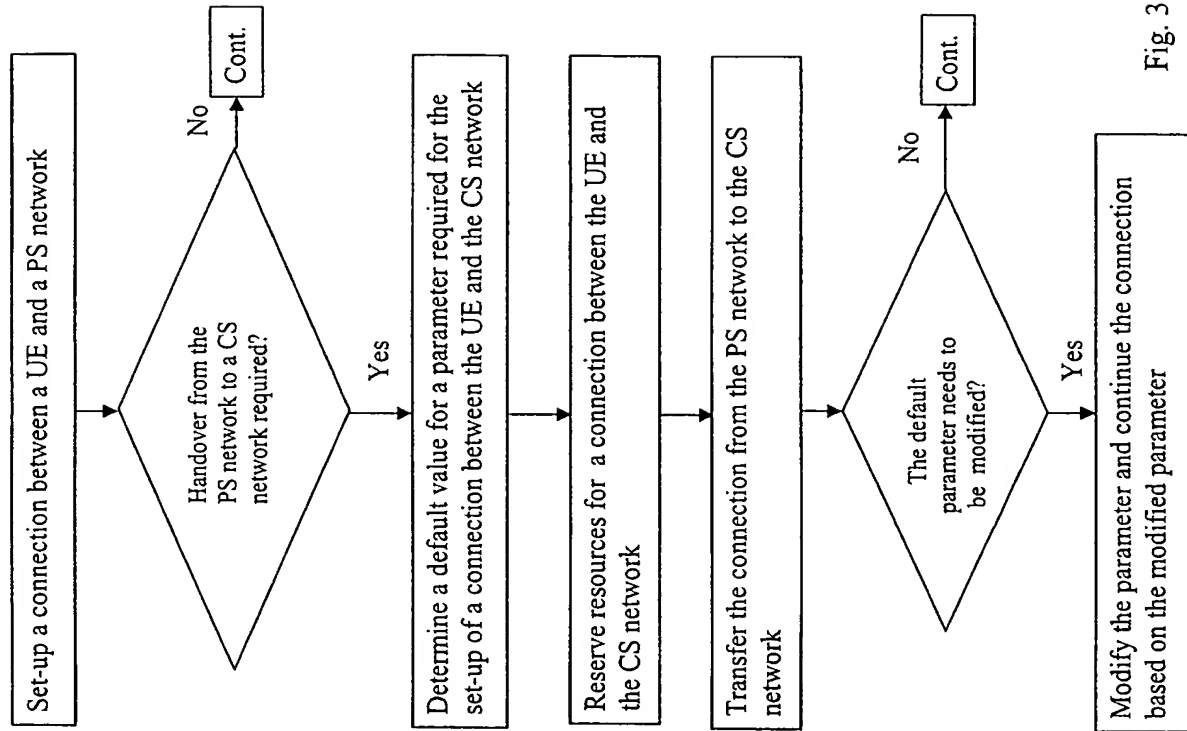 Set-up a connection between a UE and a PS network
Handover from the
PS network to a CS
network required?
No
Cont.
Yes
Determine a default value for a parameter required for the
set-up of a connection between the UE and the CS network
Reserve resources for a connection between the UE and
the CS network
Transfer the connection from the PS network to the CS
network
The default
parameter needs to
be modified?
No
Cont.
Yes
Modify the parameter and continue the connection
based on the modified parameter
Fig. 3